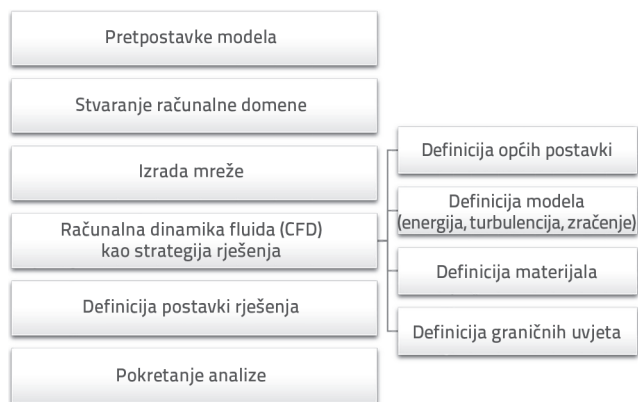 Pretpostavke modela
Stvaranje računalne domene
Izrada mreže
Računalna dinamika fluida (CFD)
kao strategija rješenja
Definicija postavki rješenja
Pokretanje analize
Definicija općih postavki
Definicija modela
(energija, turbulencija, zračenje)
Definicija materijala
Definicija graničnih uvjeta